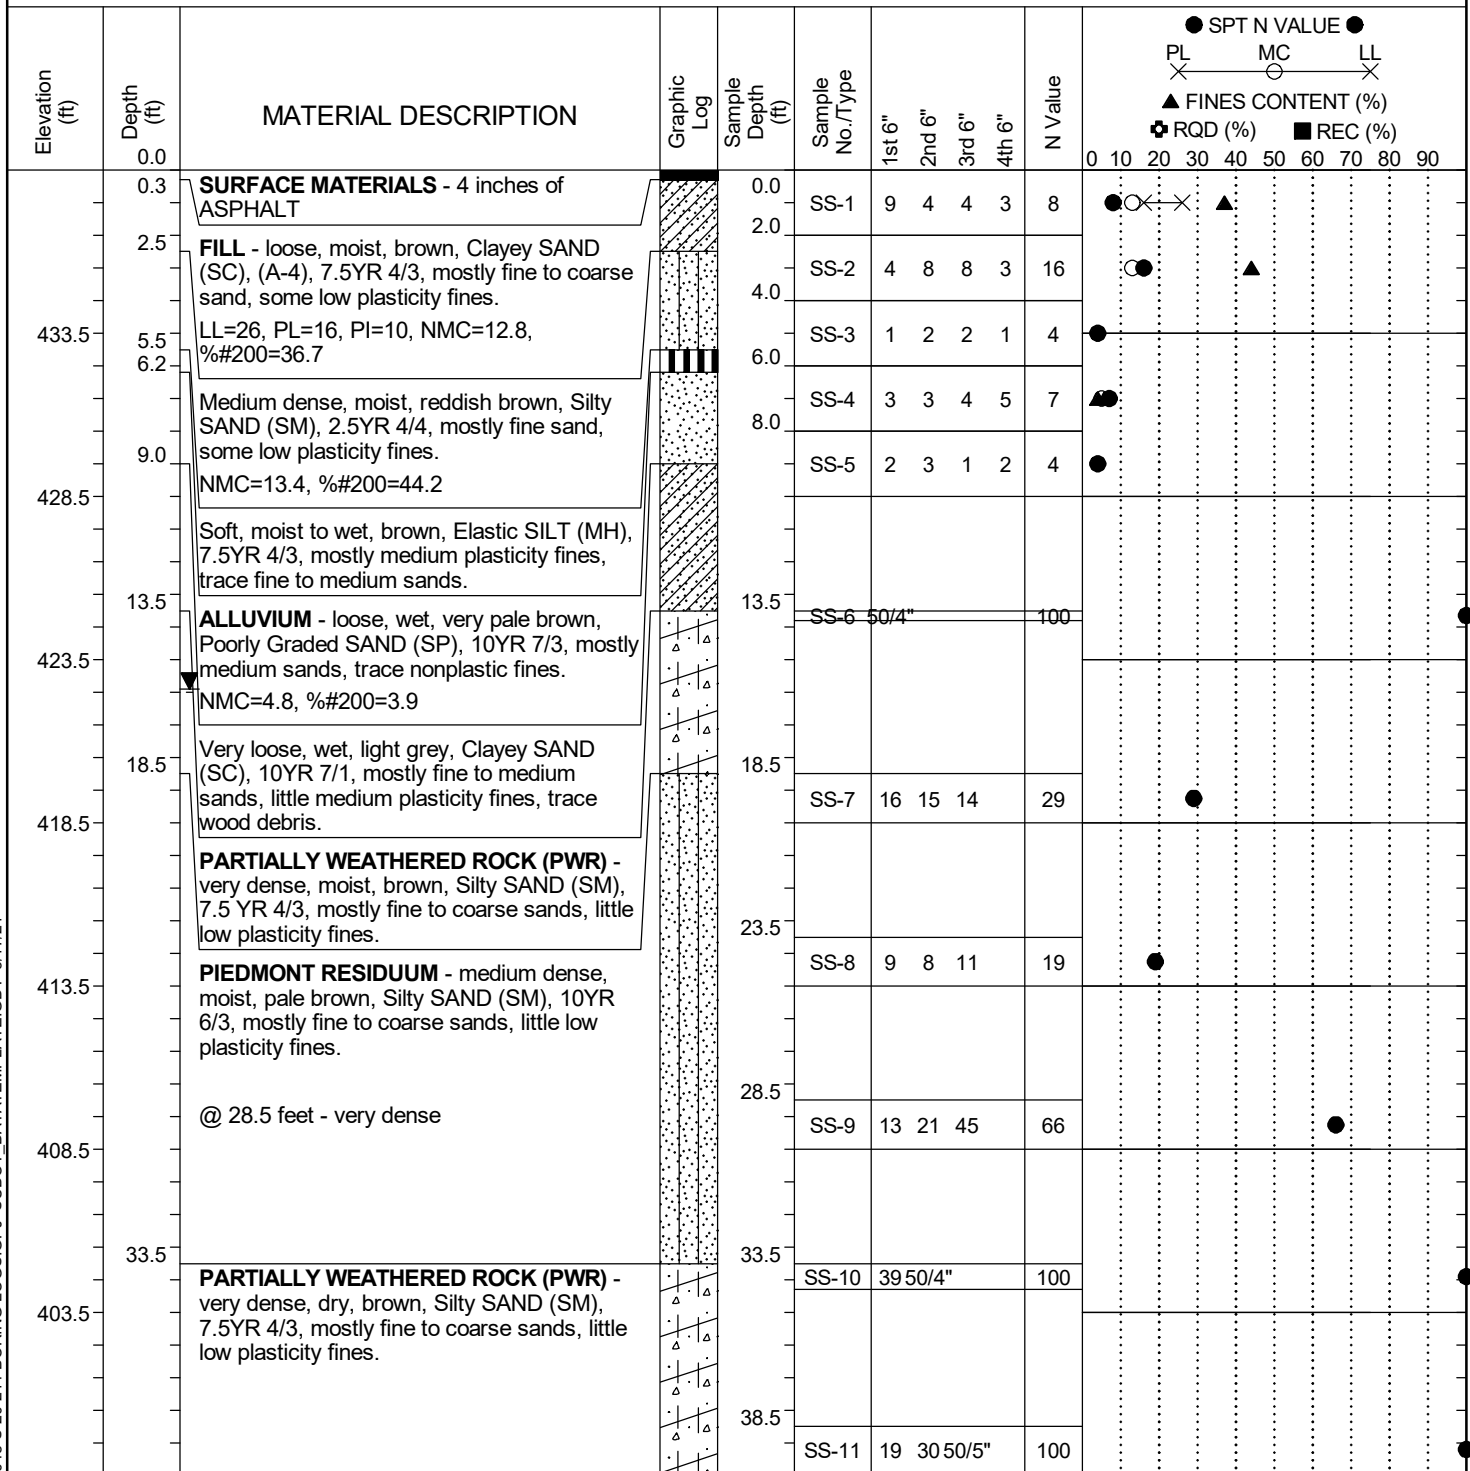 ● SPT N VALUE ●
PL MC LL
▲ FINES CONTENT (%)
RQD (%) ■ REC (%)
Elevation (ft)
Depth (ft)
MATERIAL DESCRIPTION
Graphic Log
Sample Depth (ft)
Sample No./Type
1st 6"
2nd 6"
3rd 6"
4th 6"
N Value
0.0
0 10 20 30 40 50 60 70 80 90
0.3
SURFACE MATERIALS - 4 inches of
ASPHALT
0.0
SS-1 9 4 4 3 8
2.0
2.5
FILL - loose, moist, brown, Clayey SAND
(SC), (A-4), 7.5YR 4/3, mostly fine to coarse
sand, some low plasticity fines.
LL=26, PL=16, PI=10, NMC=12.8,
%#200=36.7
SS-2 4 8 8 3 16
4.0
433.5
5.5
6.2
SS-3 1 2 2 1 4
6.0
Medium dense, moist, reddish brown, Silty
SAND (SM), 2.5YR 4/4, mostly fine sand,
some low plasticity fines.
NMC=13.4, %#200=44.2
SS-4 3 3 4 5 7
8.0
9.0
SS-5 2 3 1 2 4
428.5
Soft, moist to wet, brown, Elastic SILT (MH),
7.5YR 4/3, mostly medium plasticity fines,
trace fine to medium sands.
13.5
13.5
SS-6 50/4" 100
ALLUVIUM - loose, wet, very pale brown,
Poorly Graded SAND (SP), 10YR 7/3, mostly
medium sands, trace nonplastic fines.
NMC=4.8, %#200=3.9
423.5
Very loose, wet, light grey, Clayey SAND
(SC), 10YR 7/1, mostly fine to medium
sands, little medium plasticity fines, trace
wood debris.
18.5
18.5
SS-7 16 15 14 29
418.5
PARTIALLY WEATHERED ROCK (PWR) -
very dense, moist, brown, Silty SAND (SM),
7.5 YR 4/3, mostly fine to coarse sands, little
low plasticity fines.
23.5
SS-8 9 8 11 19
PIEDMONT RESIDUUM - medium dense,
moist, pale brown, Silty SAND (SM), 10YR
6/3, mostly fine to coarse sands, little low
plasticity fines.
413.5
@ 28.5 feet - very dense
28.5
SS-9 13 21 45 66
408.5
33.5
33.5
PARTIALLY WEATHERED ROCK (PWR) -
very dense, dry, brown, Silty SAND (SM),
7.5YR 4/3, mostly fine to coarse sands, little
low plasticity fines.
SS-10 39 50/4" 100
403.5
38.5
SS-11 19 30 50/5" 100